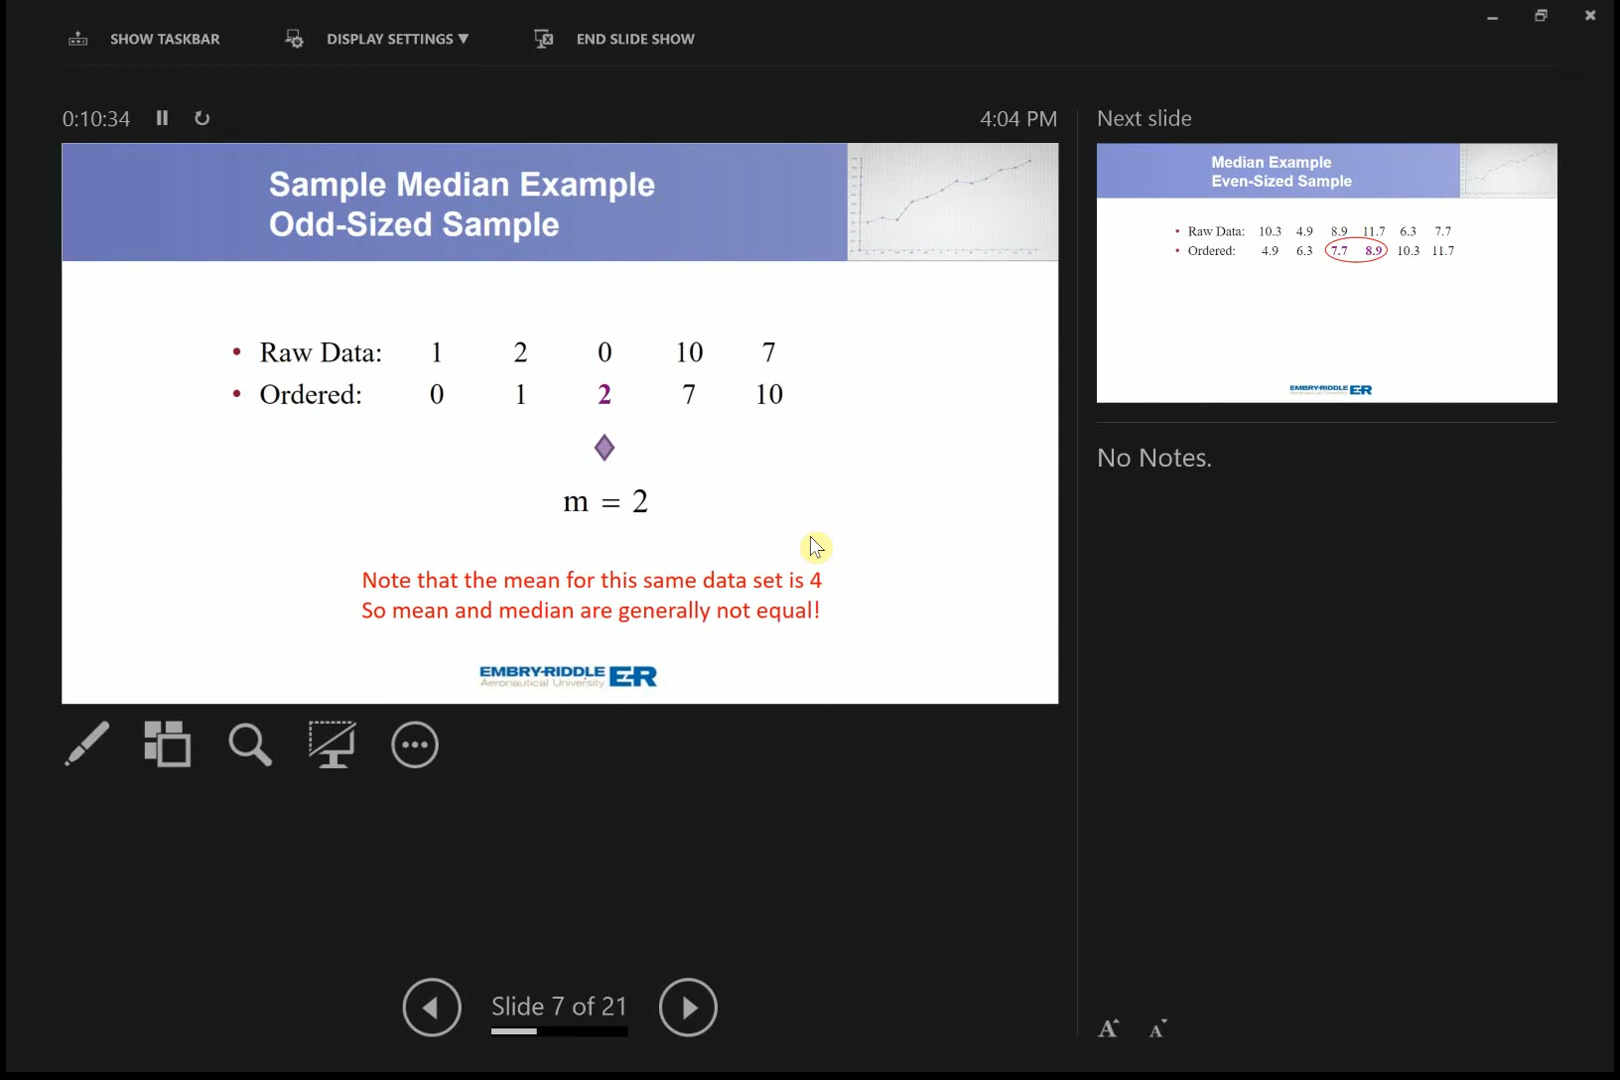 SHOW TASKBAR DISPLAY SETTINGS ▼ END SLIDE SHOW
0:10:34 4:04 PM
Sample Median Example
Odd-Sized Sample
• Raw Data: 1 2 0 10 7
• Ordered: 0 1 2 7 10
m = 2
Note that the mean for this same data set is 4
So mean and median are generally not equal!
EMBRY-RIDDLE ER
Aeronautical University
Slide 7 of 21
Next slide
Median Example
Even-Sized Sample
• Raw Data: 10.3 4.9 8.9 11.7 6.3 7.7
• Ordered: 4.9 6.3 7.7 8.9 10.3 11.7
EMBRY-RIDDLE ER
No Notes.
A A